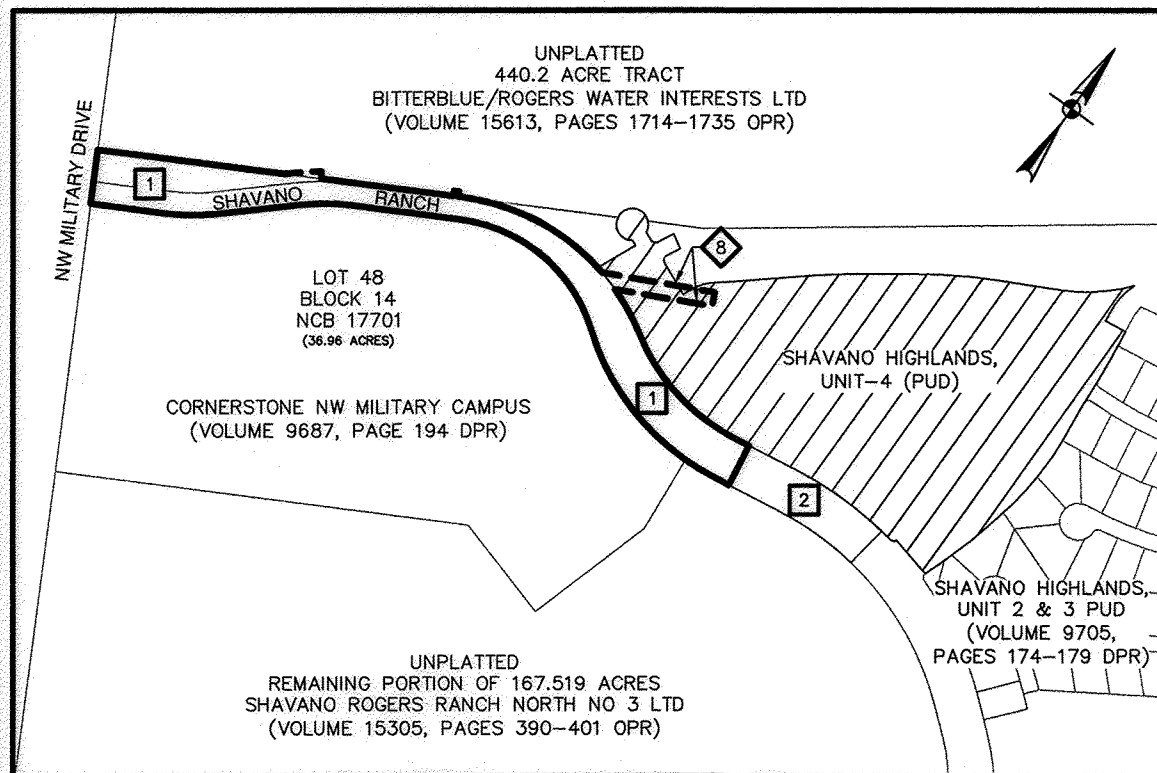 UNPLATTED
440.2 ACRE TRACT
BITTERBLUE/ROGERS WATER INTERESTS LTD
(VOLUME 15613, PAGES 1714-1735 OPR)
NW MILITARY DRIVE
1
SHAVANO RANCH
8
LOT 48
BLOCK 14
NCB 17701
(36.96 ACRES)
SHAVANO HIGHLANDS,
UNIT-4 (PUD)
1
CORNERSTONE NW MILITARY CAMPUS
(VOLUME 9687, PAGE 194 DPR)
2
SHAVANO HIGHLANDS,
UNIT 2 & 3 PUD
(VOLUME 9705,
PAGES 174-179 DPR)
UNPLATTED
REMAINING PORTION OF 167.519 ACRES
SHAVANO ROGERS RANCH NORTH NO 3 LTD
(VOLUME 15305, PAGES 390-401 OPR)